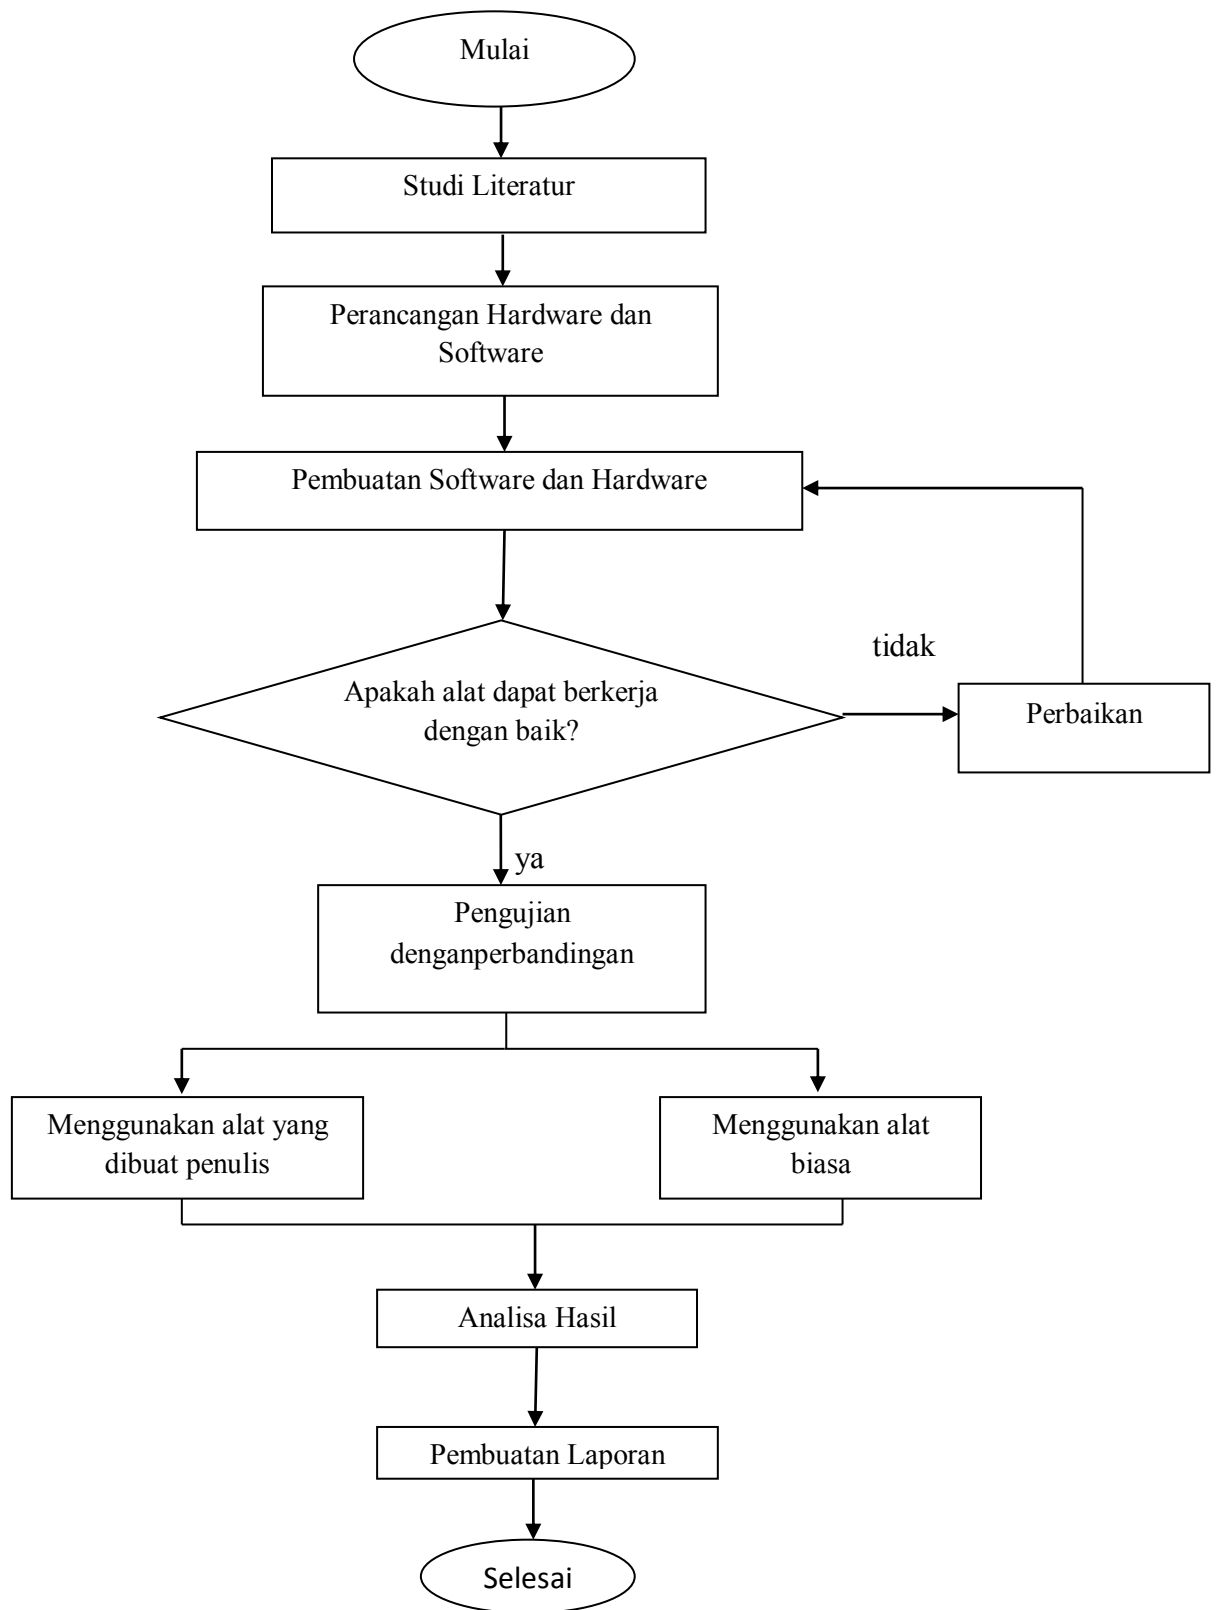 Mulai
Studi Literatur
Perancangan Hardware dan
Software
Pembuatan Software dan Hardware
tidak
Apakah alat dapat berkerja
dengan baik?
Perbaikan
ya
Pengujian
denganperbandingan
Menggunakan alat yang
dibuat penulis
Menggunakan alat
biasa
Analisa Hasil
Pembuatan Laporan
Selesai